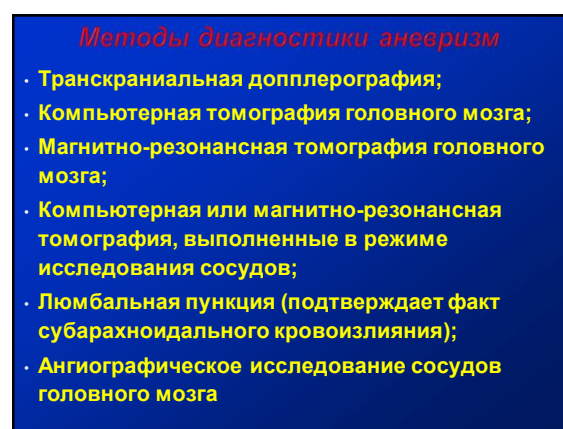 Методы диагностики аневризм
• Транскраниальная допплерография;
• Компьютерная томография головного мозга;
• Магнитно-резонансная томография головного
мозга;
• Компьютерная или магнитно-резонансная
томография, выполненные в режиме
исследования сосудов;
• Люмбальная пункция (подтверждает факт
субарахноидального кровоизлияния);
• Ангиографическое исследование сосудов
головного мозга